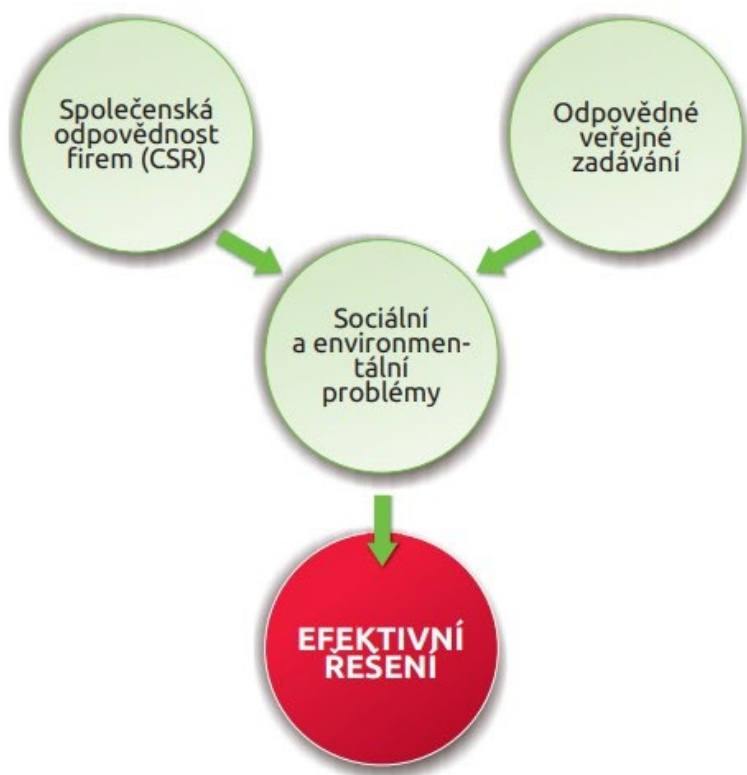 Společenská
odpovědnost
firem (CSR)
Odpovědné
veřejné
zadávání
Sociální
a environmen-
tální
problémy
EFEKTIVNÍ
ŘEŠENÍ